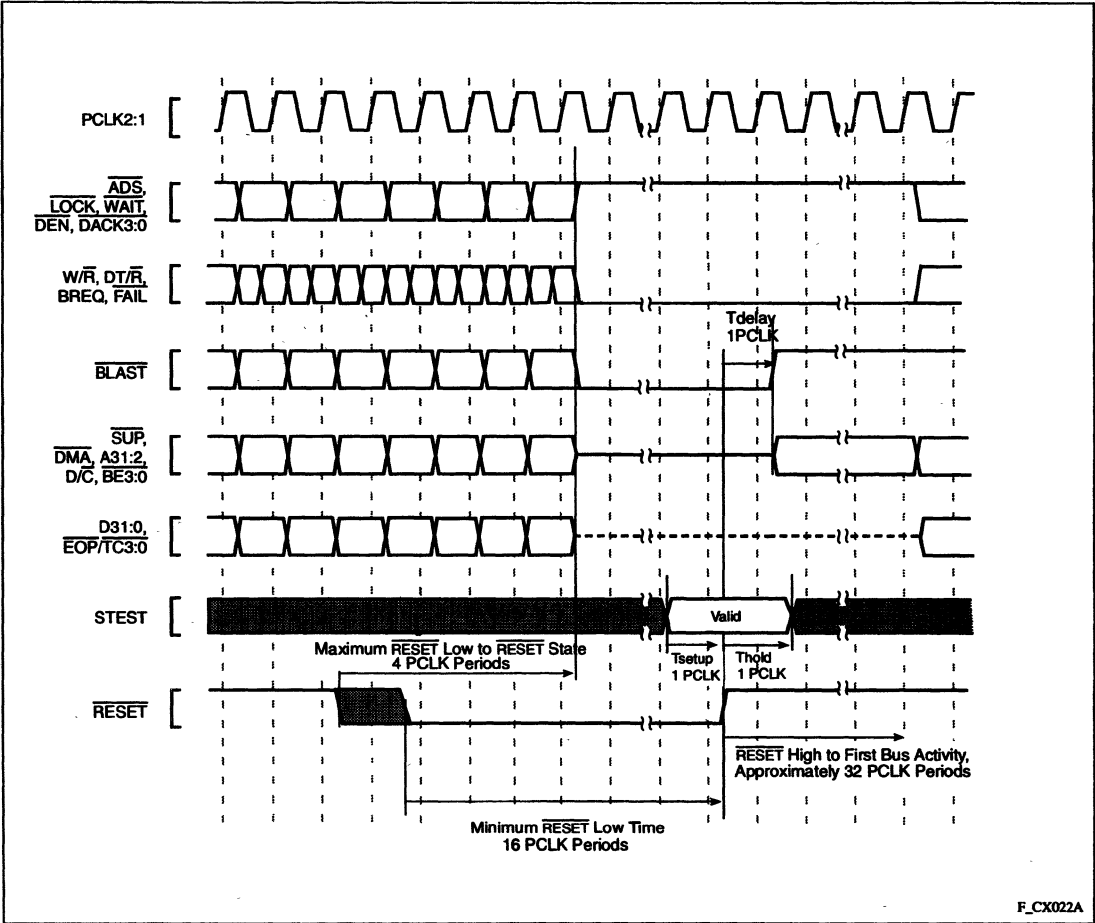 PCLK2:1
ADS,
LOCK, WAIT,
DEN, DACK3:0
W/R, DT/R,
BREQ, FAIL
Tdelay
1PCLK
BLAST
SUP,
DMA, A31:2,
D/C, BE3:0
D31:0,
EOP/TC3:0
STEST
Valid
Maximum RESET Low to RESET State
4 PCLK Periods
Tsetup
1 PCLK
Thold
1 PCLK
RESET
RESET High to First Bus Activity,
Approximately 32 PCLK Periods
Minimum RESET Low Time
16 PCLK Periods
F_CX022A